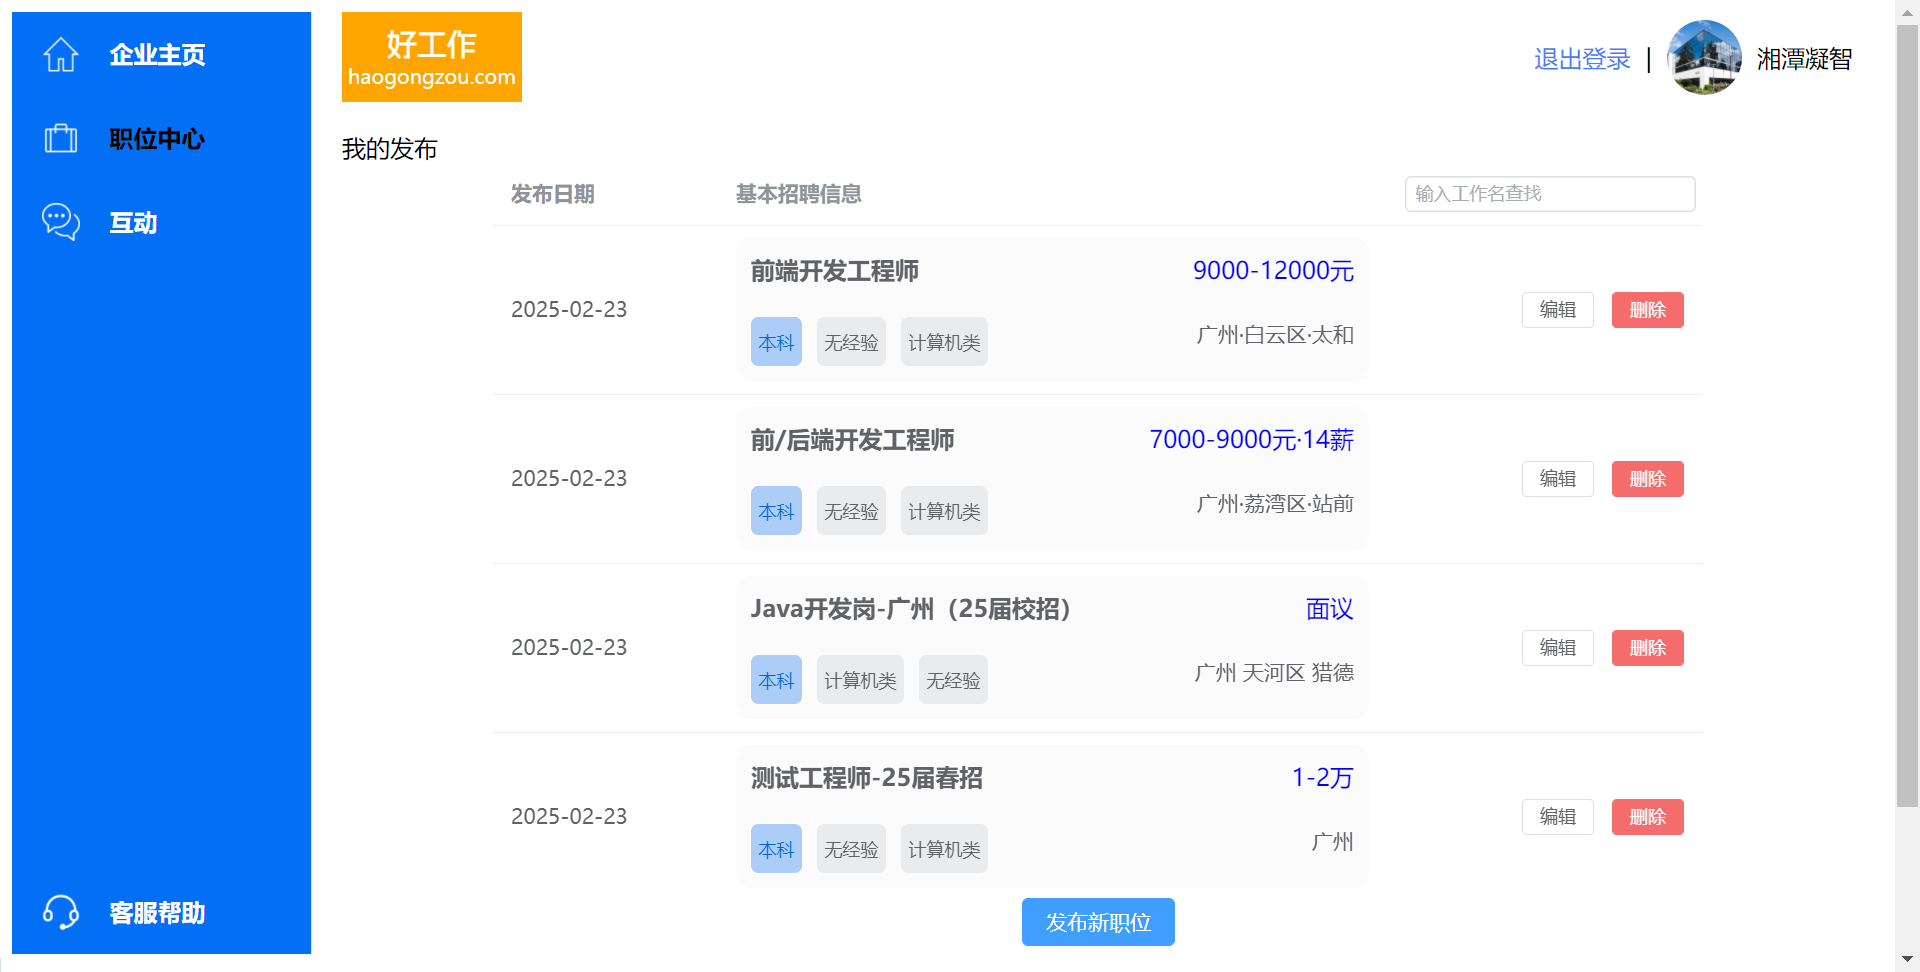 企业主页
职位中心
互动
客服帮助
好工作
haogongzou.com
退出登录 | 湘潭凝智
我的发布
发布日期 基本招聘信息 输入工作名查找
2025-02-23
前端开发工程师 9000-12000元
本科 无经验 计算机类 广州·白云区·太和
编辑 删除
2025-02-23
前/后端开发工程师 7000-9000元·14薪
本科 无经验 计算机类 广州·荔湾区·站前
编辑 删除
2025-02-23
Java开发岗-广州（25届校招） 面议
本科 计算机类 无经验 广州 天河区 猎德
编辑 删除
2025-02-23
测试工程师-25届春招 1-2万
本科 无经验 计算机类 广州
编辑 删除
发布新职位